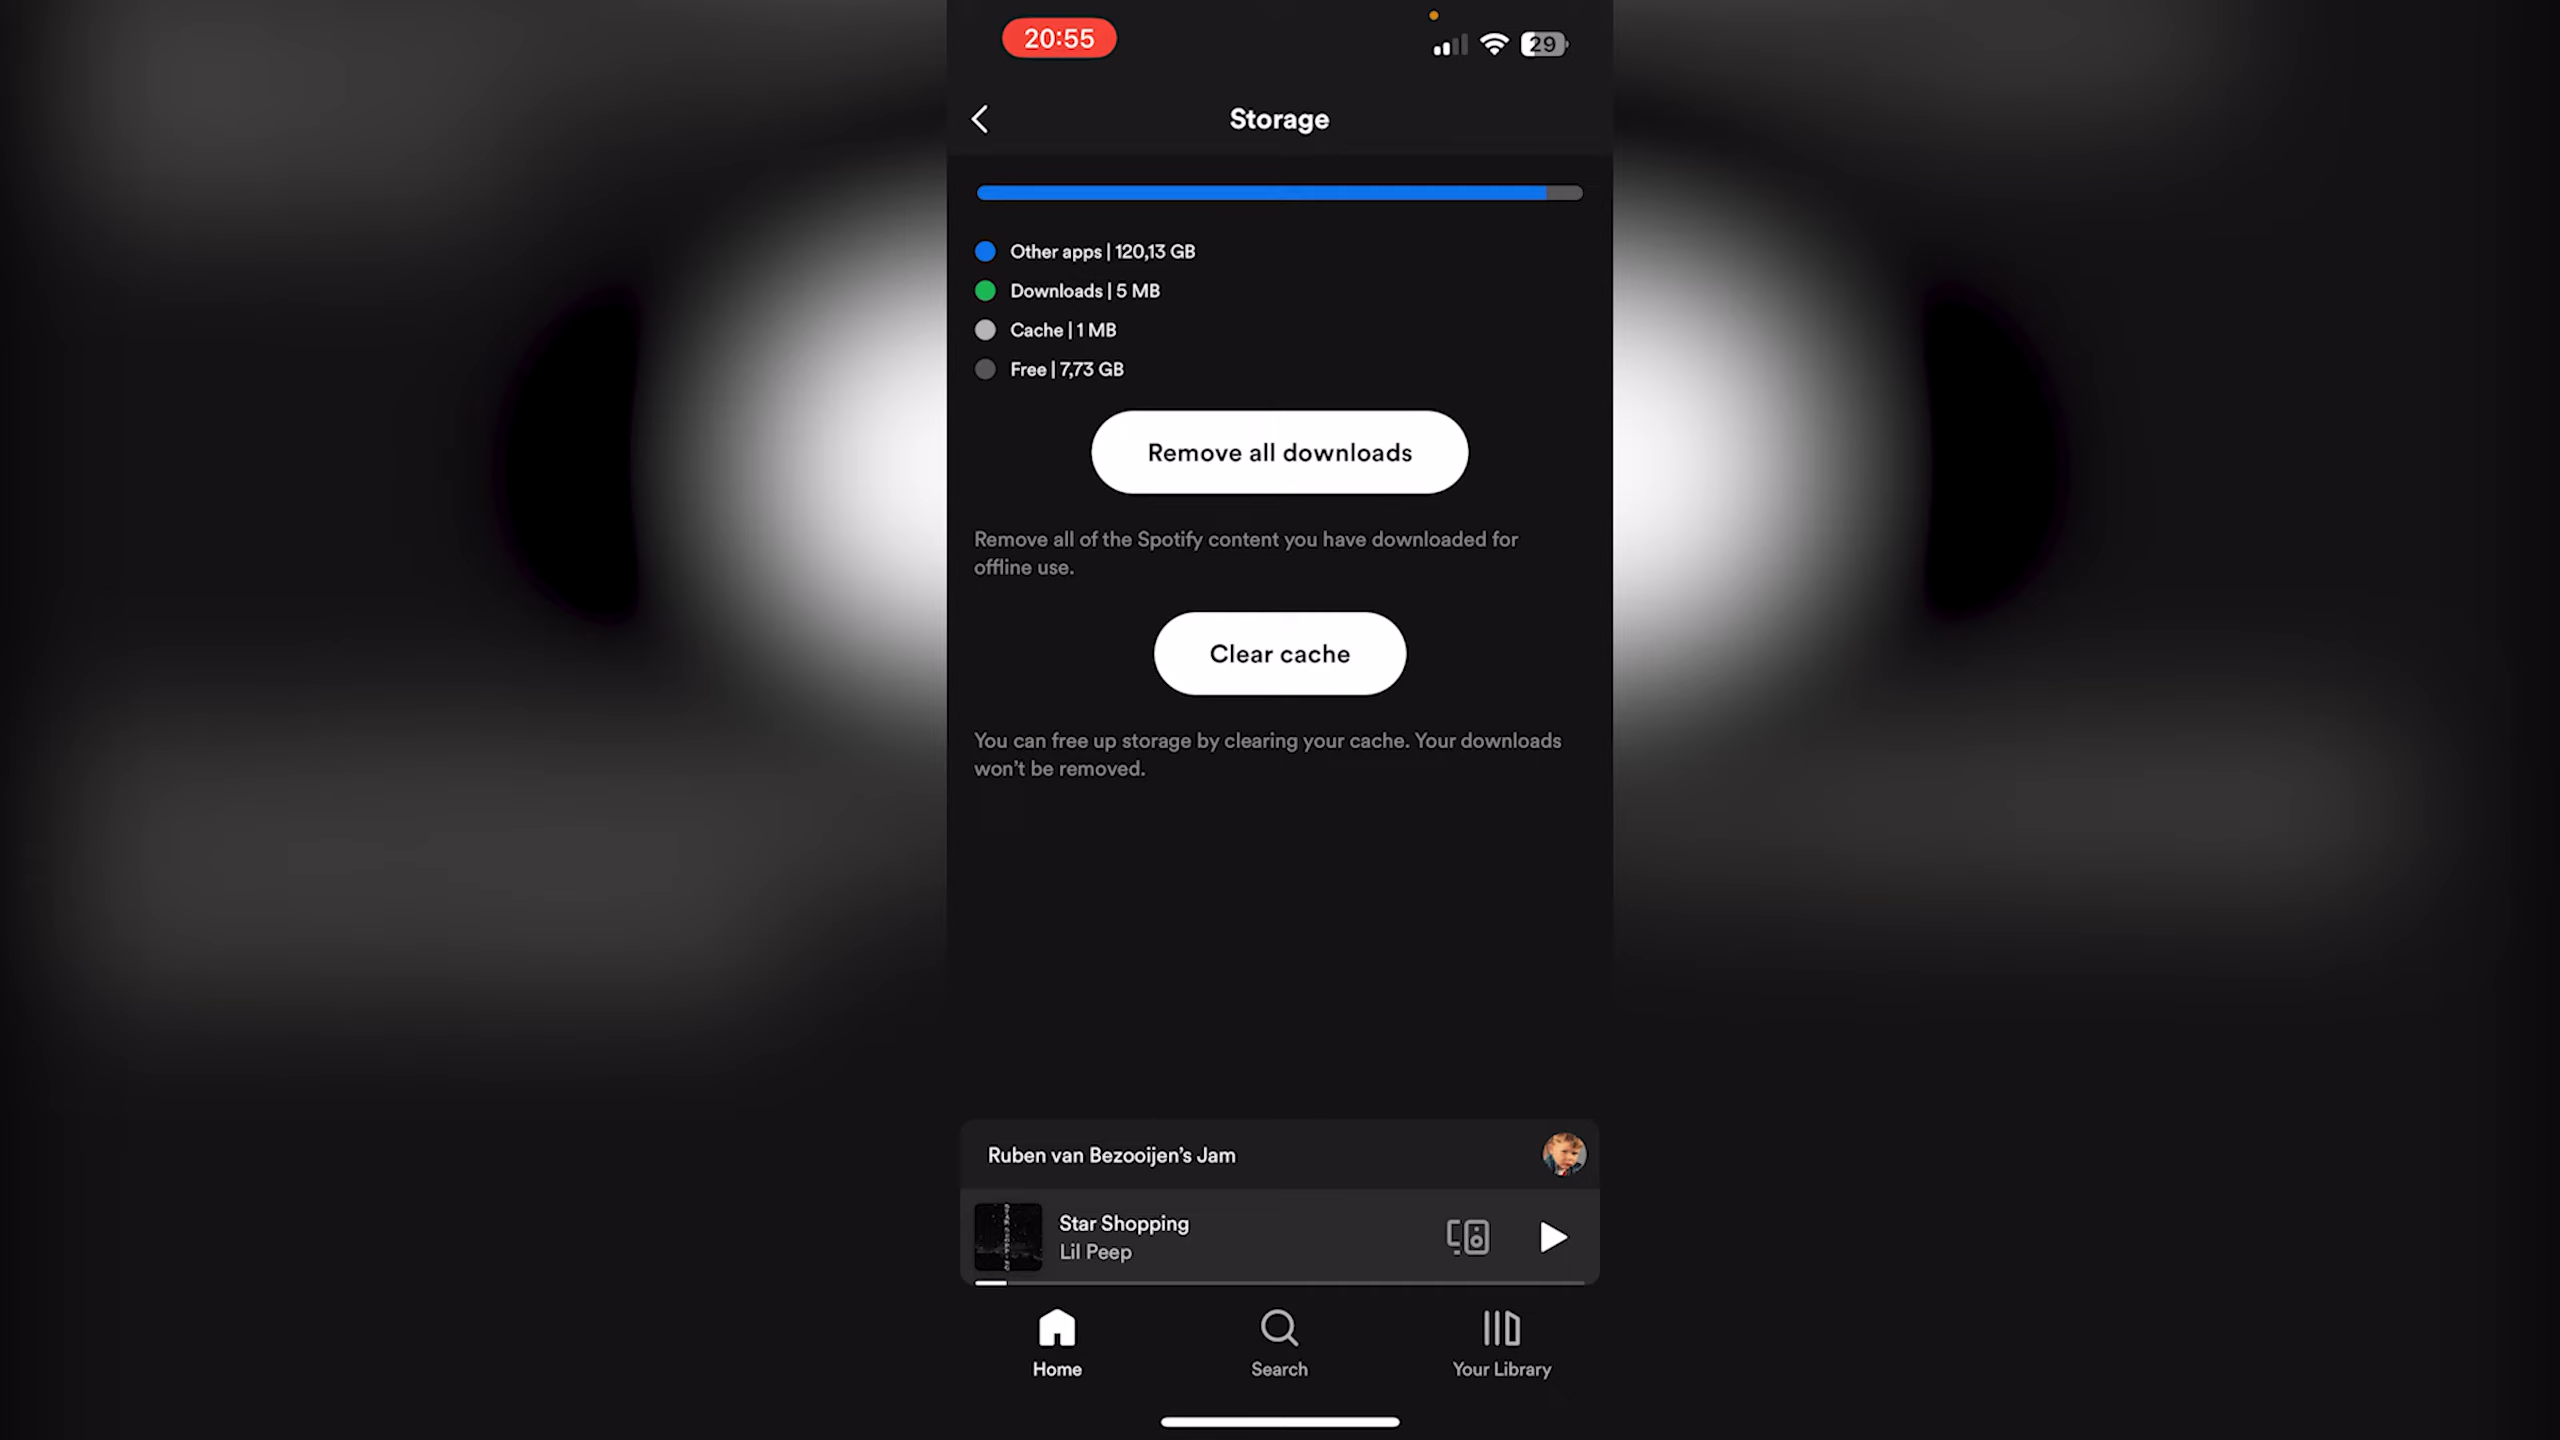 20:55
29
Storage
Other apps | 120,13 GB
Downloads | 5 MB
Cache | 1 MB
Free | 7,73 GB
Remove all downloads
Remove all of the Spotify content you have downloaded for
offline use.
Clear cache
You can free up storage by clearing your cache. Your downloads
won't be removed.
Ruben van Bezooijen's Jam
Star Shopping
Lil Peep
Home
Search
Your Library